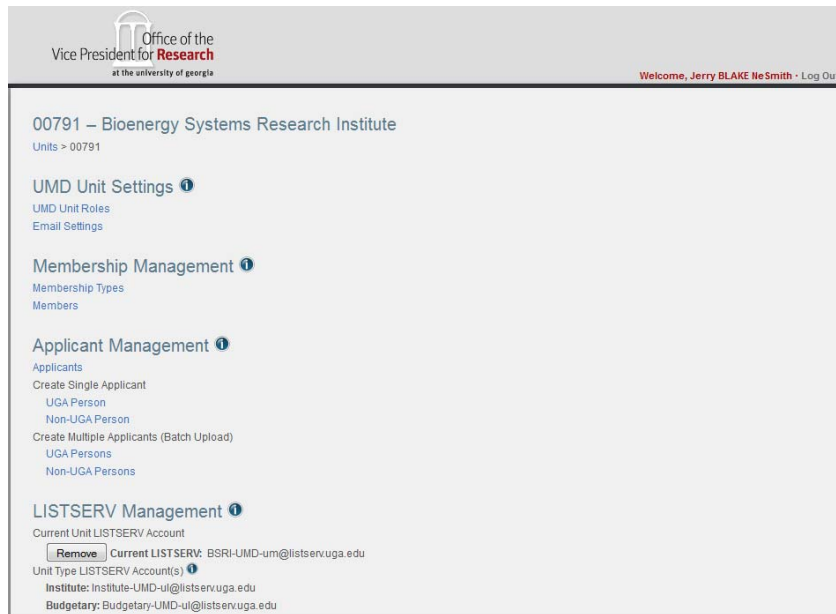 Office of the
Vice President for Research
at the university of georgia
Welcome, Jerry BLAKE NeSmith · Log Ou
00791 – Bioenergy Systems Research Institute
Units > 00791
UMD Unit Settings
UMD Unit Roles
Email Settings
Membership Management
Membership Types
Members
Applicant Management
Applicants
Create Single Applicant
UGA Person
Non-UGA Person
Create Multiple Applicants (Batch Upload)
UGA Persons
Non-UGA Persons
LISTSERV Management
Current Unit LISTSERV Account
Remove Current LISTSERV: BSRI-UMD-um@listserv.uga.edu
Unit Type LISTSERV Account(s)
Institute: Institute-UMD-ul@listserv.uga.edu
Budgetary: Budgetary-UMD-ul@listserv.uga.edu